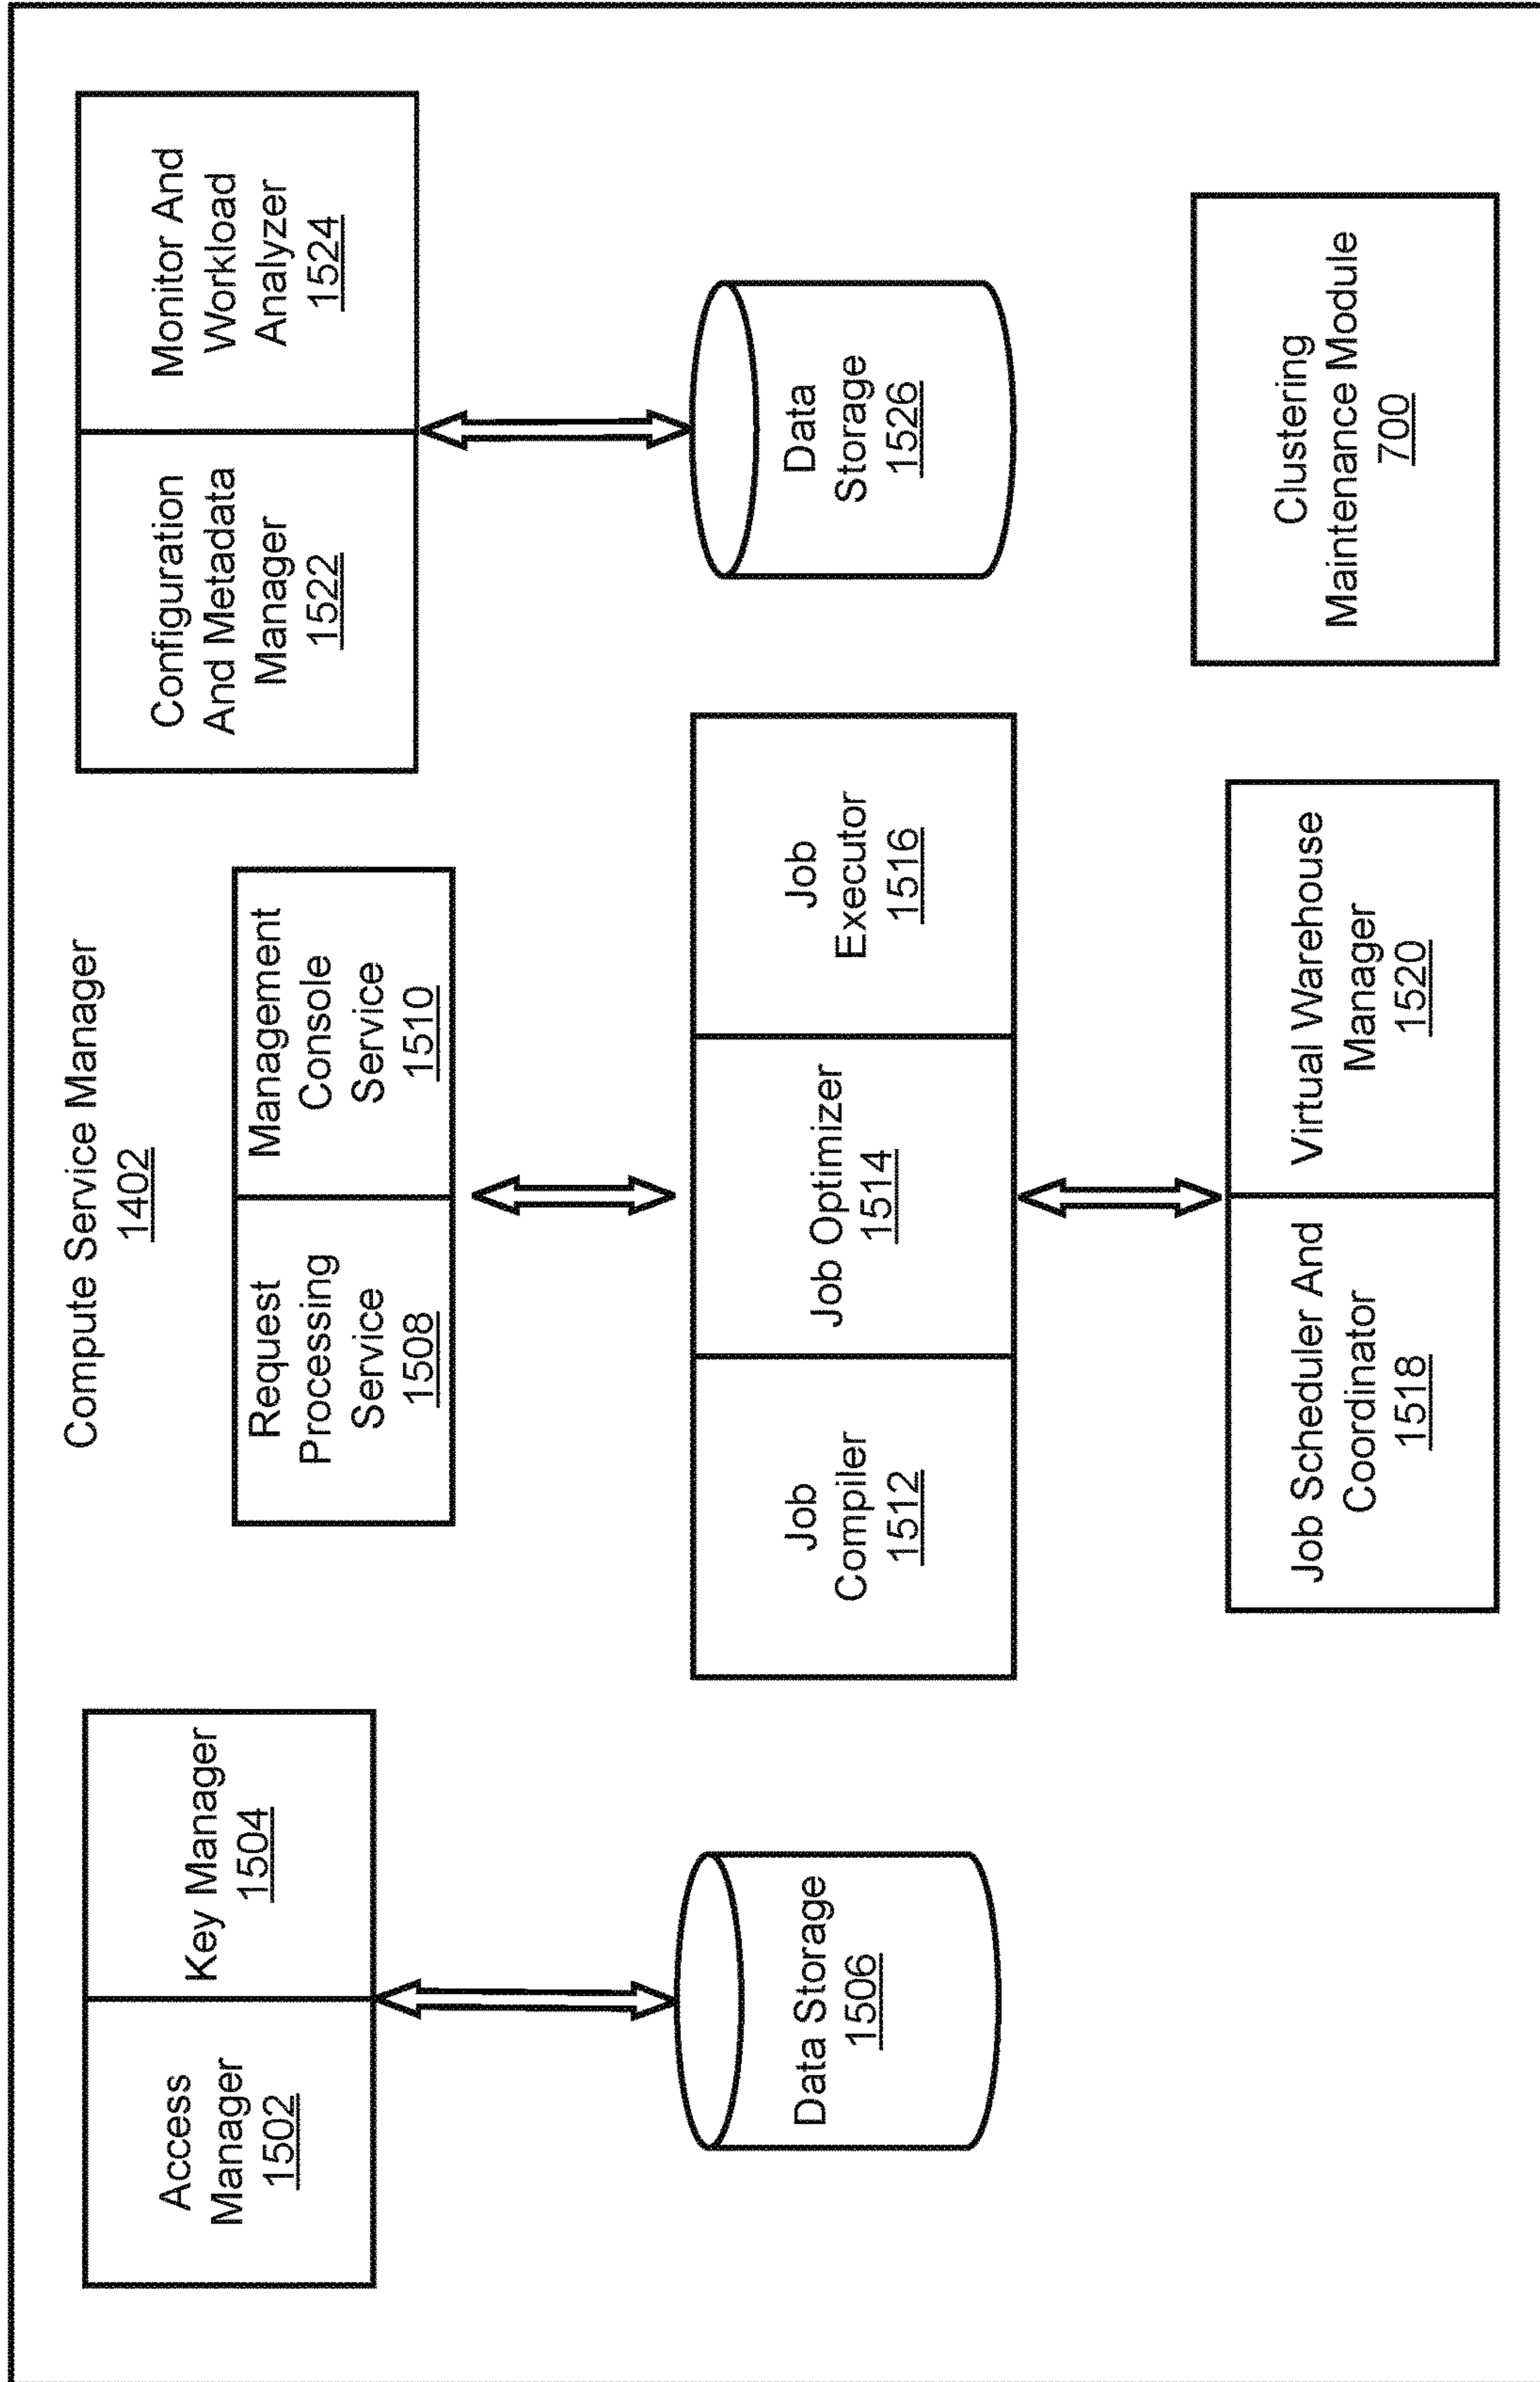 Compute Service Manager
1402
Access
Manager
1502
Key Manager
1504
Data Storage
1506
Request
Processing
Service
1508
Management
Console
Service
1510
Job
Compiler
1512
Job Optimizer
1514
Job
Executor
1516
Job Scheduler And
Coordinator
1518
Virtual Warehouse
Manager
1520
Configuration
And Metadata
Manager
1522
Monitor And
Workload
Analyzer
1524
Data
Storage
1526
Clustering
Maintenance Module
700